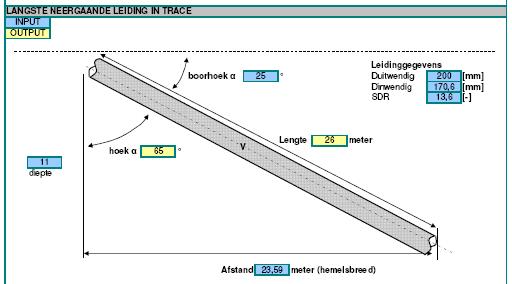 LANGSTE NEERGAANDE LEIDING IN TRACE
INPUT
OUTPUT
boorhoek α 25 °
Leidinggegevens
Duitwendig 200 [mm]
Dinwendig 170,6 [mm]
SDR 13,6 [-]
Lengte 26 meter
V
hoek α 65 °
11
diepte
Afstand 23,59 meter (hemelsbreed)